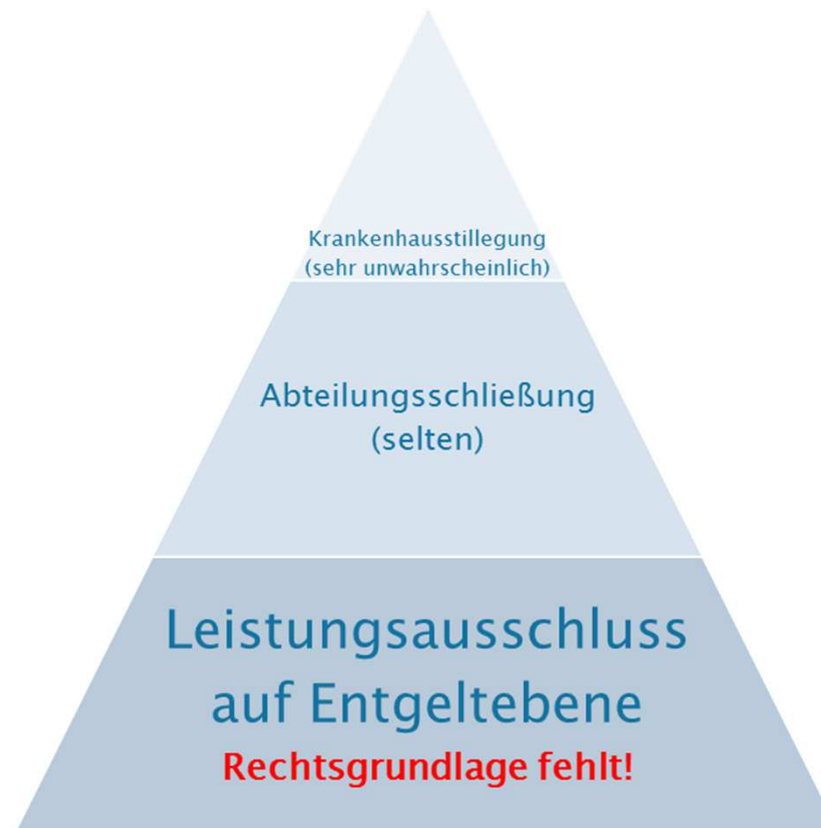 Krankenhausstillegung
(sehr unwahrscheinlich)
Abteilungsschließung
(selten)
Leistungsausschluss
auf Entgeltebene
Rechtsgrundlage fehlt!